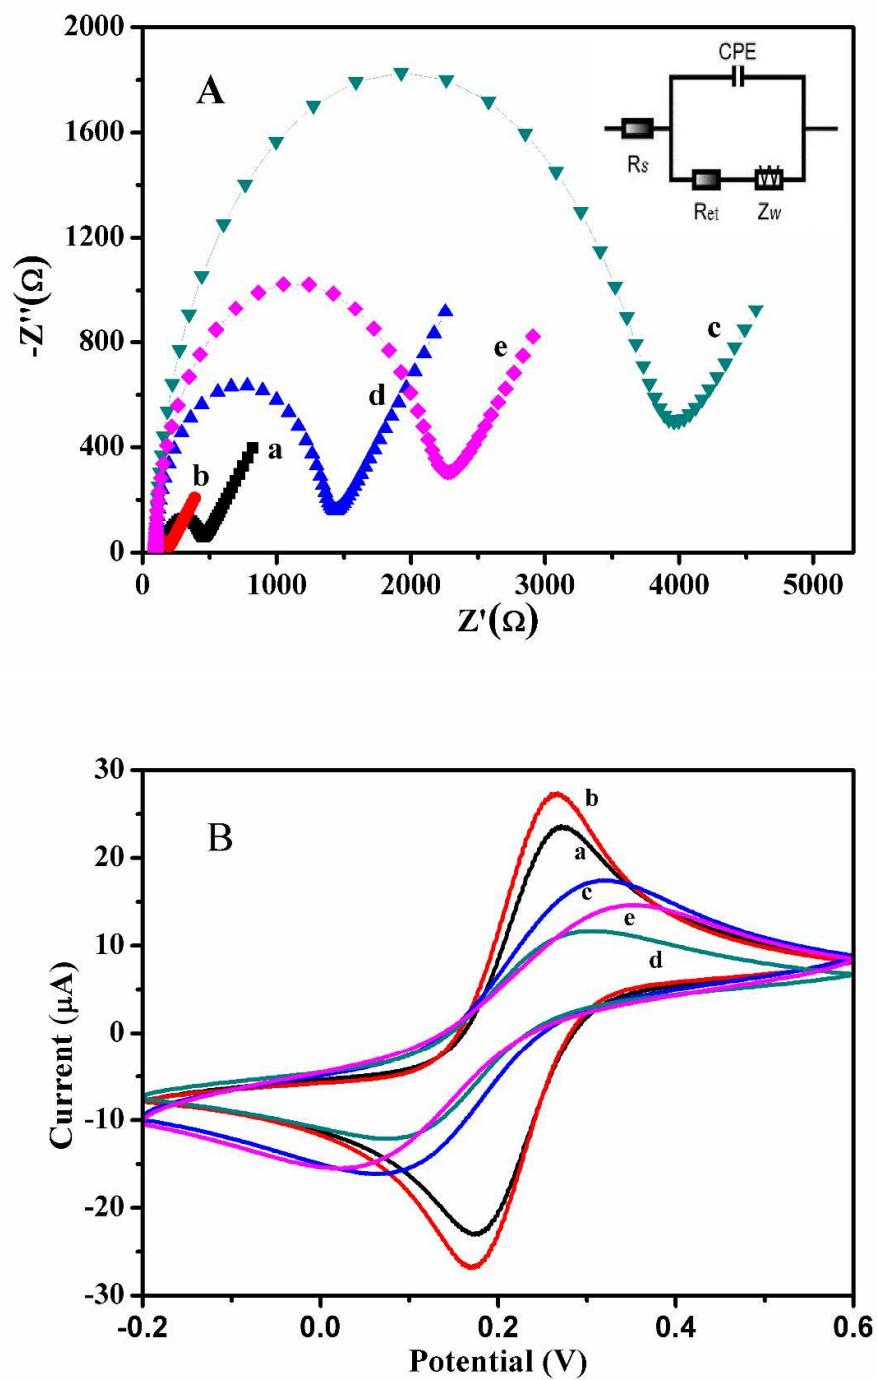 2000
A
CPE
Rs
Ret
Zw
1600
1200
-Z''(Ω)
800
e
c
d
400
a
b
0
0 1000 2000 3000 4000 5000
Z'(Ω)
30
B
b
20
a
c
e
10
d
Current (μA)
0
-10
-20
-30
-0.2 0.0 0.2 0.4 0.6
Potential (V)